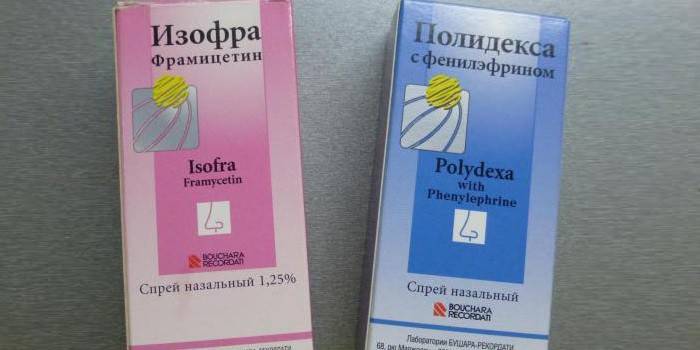 Изофра
Фрамицетин
Isofra
Framycetin
BOUCHARA
RECORDATI
Спрей назальный 1,25%
Полидекса
с фенилэфрином
Polydexa
with
Phenylephrine
Спрей назальный
BOUCHARA
RECORDATI
Лаборатории БУШАРА-РЕКОРДАТИ